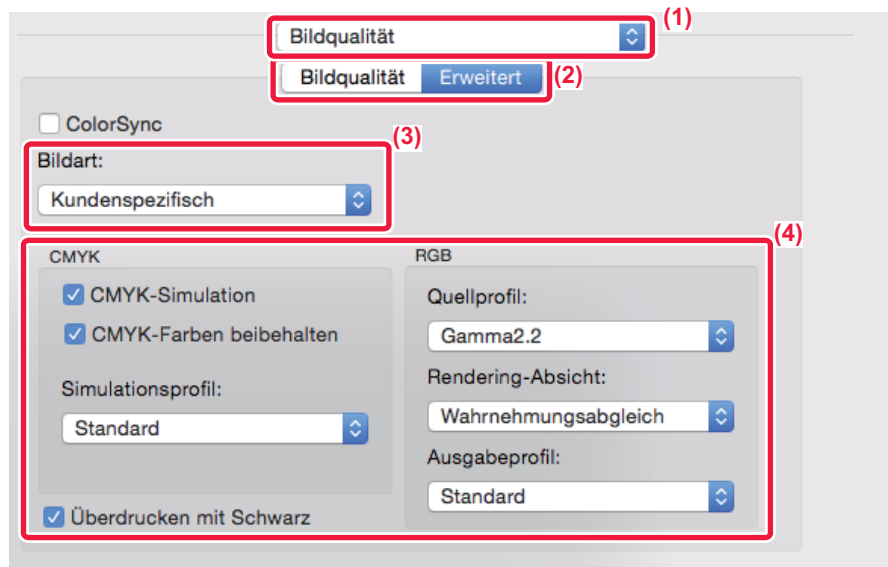 Bildqualität
(1)
Bildqualität Erweitert
(2)
ColorSync
(3)
Bildart:
Kundenspezifisch
(4)
CMYK
CMYK-Simulation
CMYK-Farben beibehalten
Simulationsprofil:
Standard
Überdrucken mit Schwarz
RGB
Quellprofil:
Gamma2.2
Rendering-Absicht:
Wahrnehmungsabgleich
Ausgabeprofil:
Standard